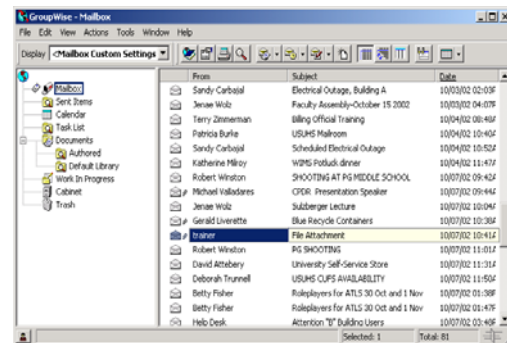 GroupWise - Mailbox
File Edit View Actions Tools Window Help
Display <Mailbox Custom Settings>
From Subject Date
Mailbox
Sent Items
Calendar
Task List
Documents
Authored
Default Library
Work In Progress
Cabinet
Trash
Sandy Carbajal Electrical Outage, Building A 10/03/02 02:03P
Jenae Wolz Faculty Assembly-October 15 2002 10/03/02 04:07P
Terry Zimmerman Billing Official Training 10/04/02 08:48A
Patricia Burke USUHS Mailroom 10/04/02 10:40A
Sandy Carbajal Scheduled Electrical Outage 10/04/02 10:52A
Katherine Milroy WIMS Potluck dinner 10/04/02 11:47A
Robert Winston SHOOTING AT PG MIDDLE SCHOOL 10/07/02 09:42A
Michael Valladares CPDR Presentation Speaker 10/07/02 09:44A
Jenae Wolz Sulzberger Lecture 10/07/02 10:04A
Gerald Liverette Blue Recycle Containers 10/07/02 10:38A
trainer File Attachment 10/07/02 10:41A
Robert Winston PG SHOOTING 10/07/02 11:01A
David Attebery University Self-Service Store 10/07/02 11:31A
Deborah Trunnell USUHS CUPS AVAILABILITY 10/07/02 11:50A
Betty Fisher Roleplayers for ATLS 30 Oct and 1 Nov 10/07/02 01:38P
Betty Fisher Roleplayers for ATLS 30 Oct and 1 Nov 10/07/02 01:47P
Help Desk Attention "B" Building Users 10/07/02 03:48P
Selected: 1 Total: 81